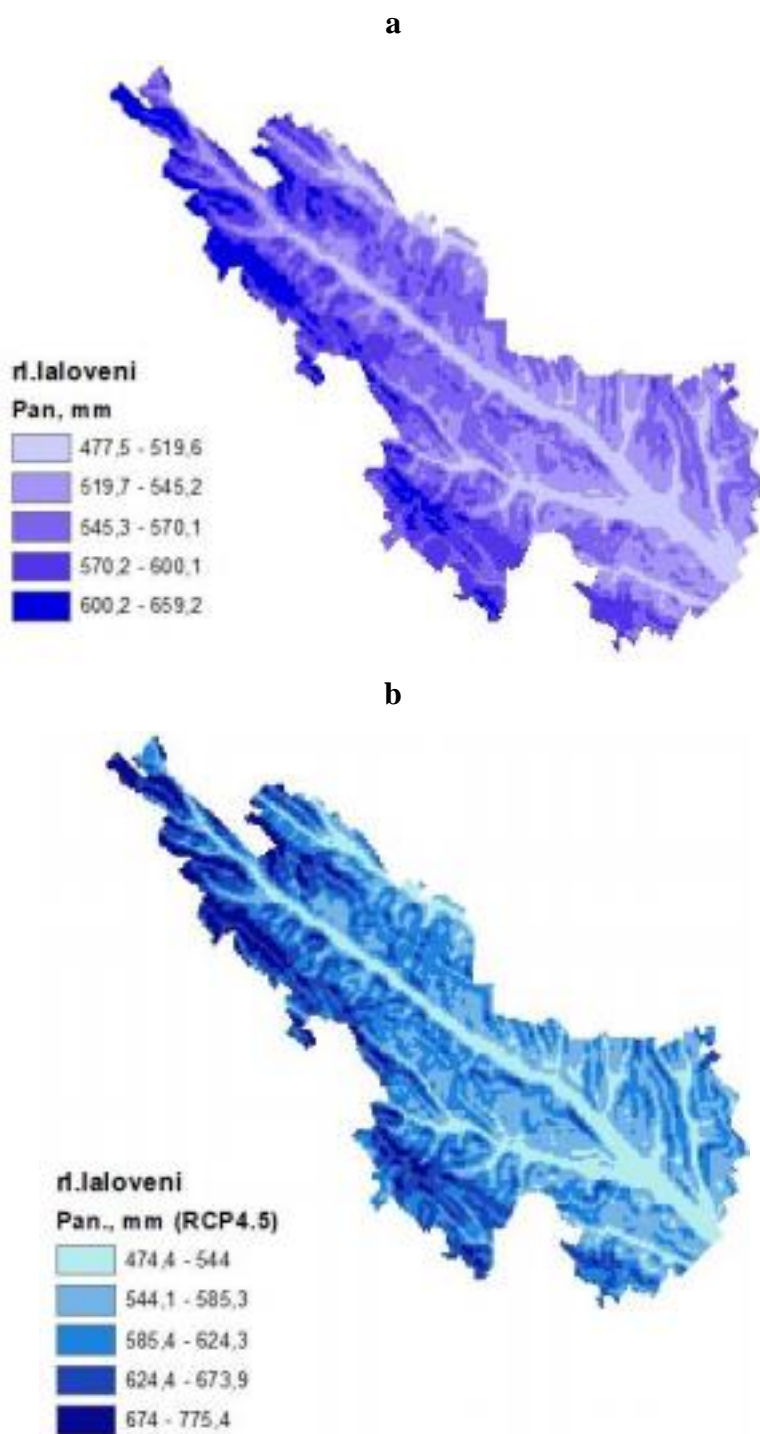 a
rl.Ialoveni
Pan, mm
477,5 - 519,6
519,7 - 545,2
545,3 - 570,1
570,2 - 600,1
600,2 - 659,2
b
rl.Ialoveni
Pan., mm (RCP4.5)
474,4 - 544
544,1 - 585,3
585,4 - 624,3
624,4 - 673,9
674 - 775,4